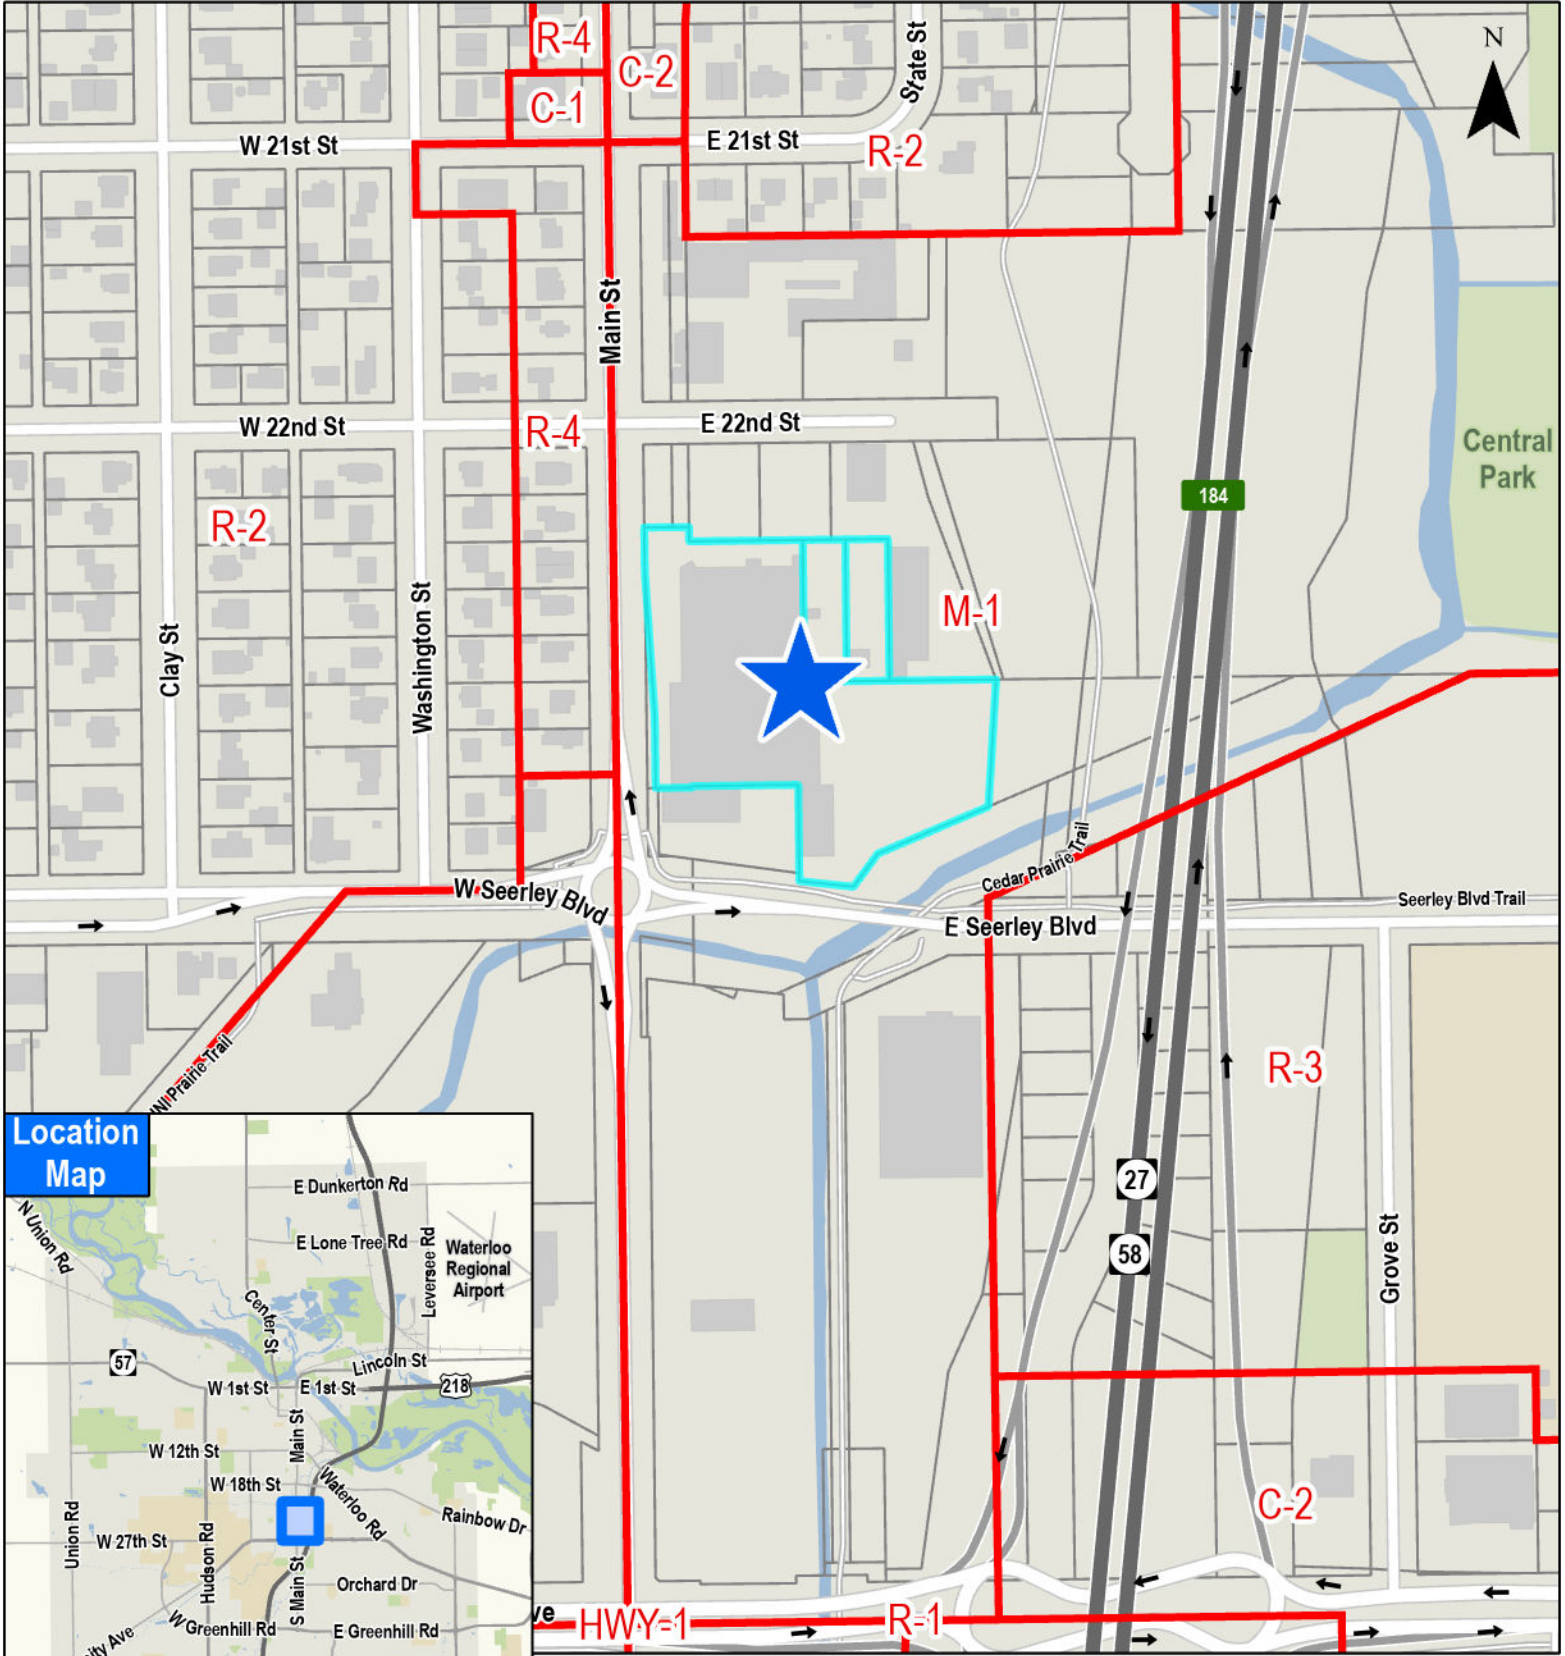 R-4
C-2
State St
N
C-1
W 21st St
E 21st St
R-2
Main St
W 22nd St
E 22nd St
R-4
Central
Park
184
R-2
M-1
Clay St
Washington St
Cedar Prairie Trail
W Seerley Blvd
E Seerley Blvd
Seerley Blvd Trail
UNI Prairie Trail
R-3
27
58
Grove St
C-2
ve
HWY-1
R-1
Location
Map
N Union Rd
E Dunkerton Rd
E Lone Tree Rd
Leversee Rd
Waterloo
Regional
Airport
Center St
57
Lincoln St
W 1st St
E 1st St
218
Main St
W 12th St
W 18th St
Waterloo Rd
Rainbow Dr
Union Rd
W 27th St
Hudson Rd
S Main St
Orchard Dr
W Greenhill Rd
E Greenhill Rd
sity Ave